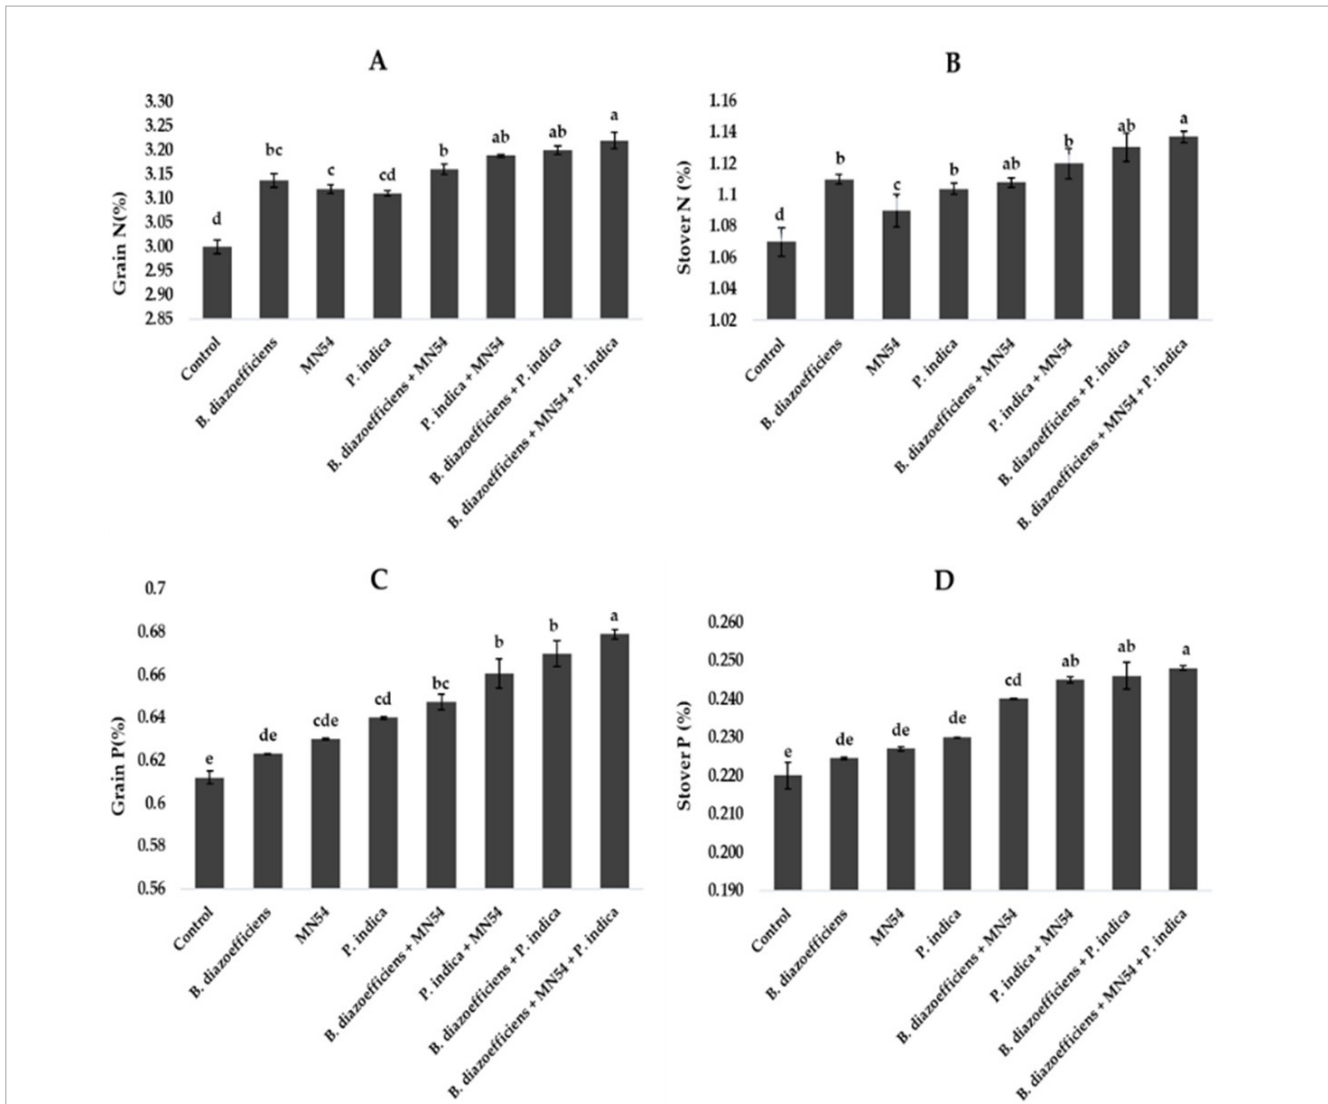 A
Grain N(%)
3.30
3.25
3.20
3.15
3.10
3.05
3.00
2.95
2.90
2.85
d
bc
c
cd
b
ab
ab
a
Control
B. diazoefficiens
MN54
P. indica
B. diazoefficiens + MN54
P. indica + MN54
B. diazoefficiens + P. indica
B. diazoefficiens + MN54 + P. indica
B
Stover N (%)
1.16
1.14
1.12
1.1
1.08
1.06
1.04
1.02
d
b
c
b
ab
b
ab
a
Control
B. diazoefficiens
MN54
P. indica
B. diazoefficiens + MN54
P. indica + MN54
B. diazoefficiens + P. indica
B. diazoefficiens + MN54 + P. indica
C
Grain P(%)
0.7
0.68
0.66
0.64
0.62
0.6
0.58
0.56
e
de
cde
cd
bc
b
b
a
Control
B. diazoefficiens
MN54
P. indica
B. diazoefficiens + MN54
P. indica + MN54
B. diazoefficiens + P. indica
B. diazoefficiens + MN54 + P. indica
D
Stover P (%)
0.260
0.250
0.240
0.230
0.220
0.210
0.200
0.190
e
de
de
de
cd
ab
ab
a
Control
B. diazoefficiens
MN54
P. indica
B. diazoefficiens + MN54
P. indica + MN54
B. diazoefficiens + P. indica
B. diazoefficiens + MN54 + P. indica